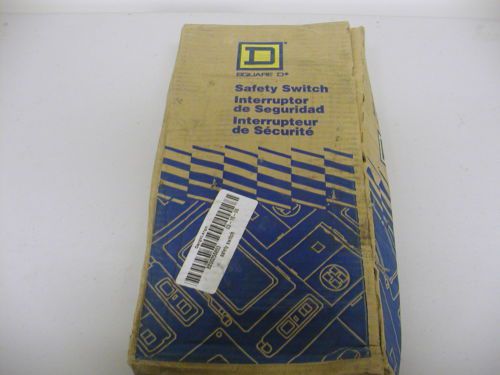 D
SQUARE D®
Safety Switch
Interruptor
de Seguridad
Interrupteur
de Sécurité